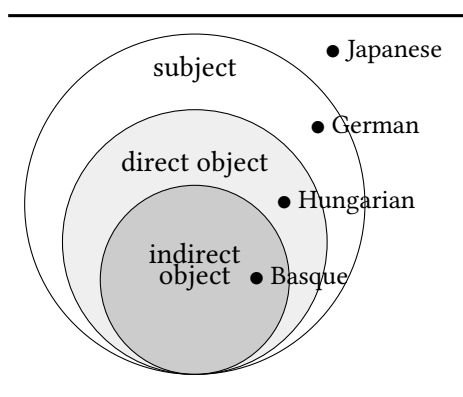 Japanese
subject
German
direct object
Hungarian
indirect
object
Basque